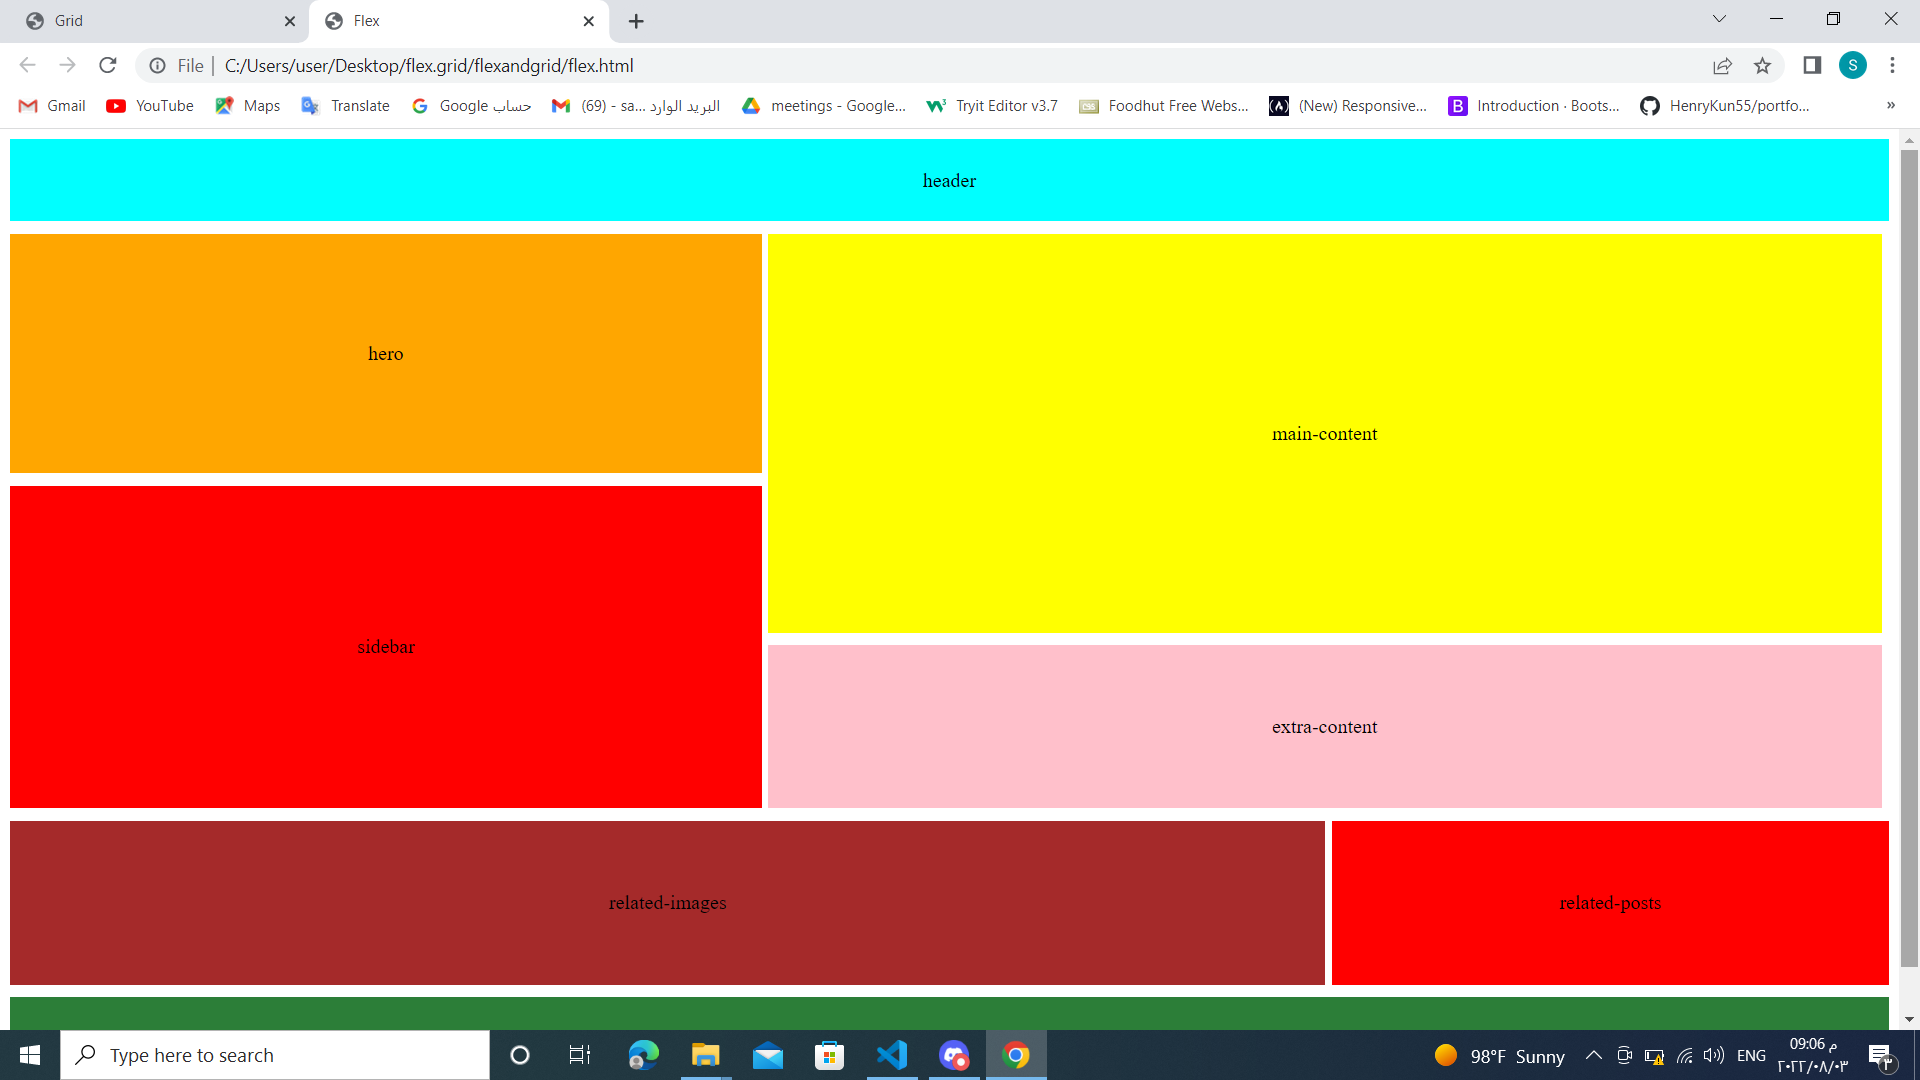 Grid
Flex
File
C:/Users/user/Desktop/flex.grid/flexandgrid/flex.html
S
Gmail
YouTube
Maps
Translate
حساب Google
البريد الوارد (69) - sa...
meetings - Google...
Tryit Editor v3.7
Foodhut Free Webs...
(New) Responsive...
Introduction · Boots...
HenryKun55/portfo...
»
header
hero
main-content
sidebar
extra-content
related-images
related-posts
Type here to search
98°F Sunny
ENG
09:06 م
٢٠٢٢/٠٨/٠٣
٣